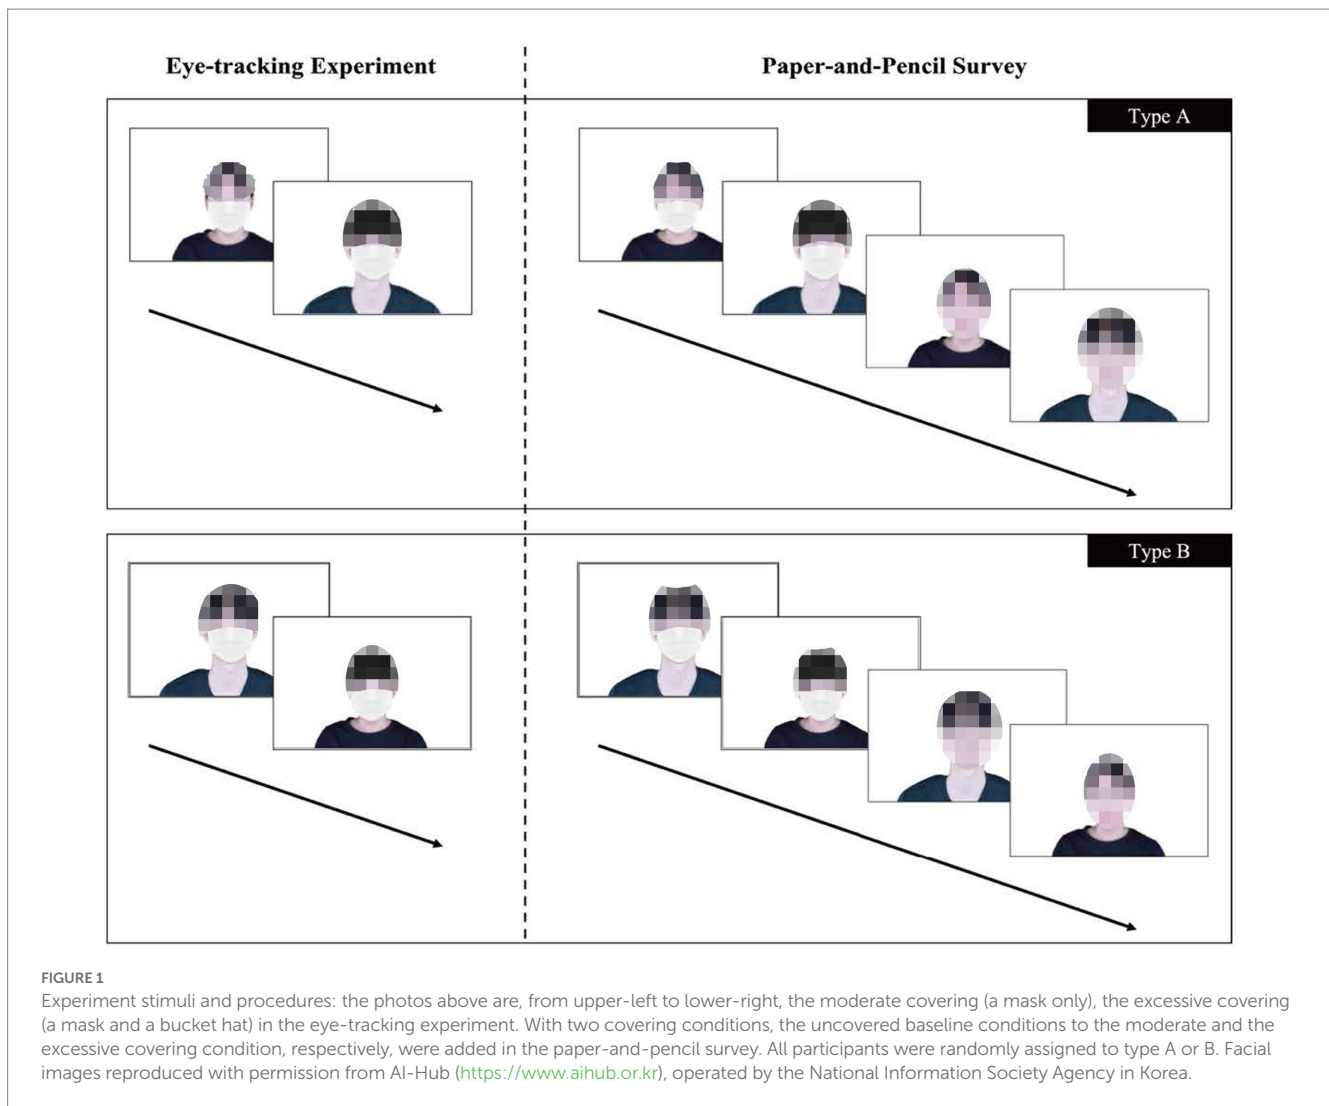 Eye-tracking Experiment
Paper-and-Pencil Survey
Type A
Type B
FIGURE 1
Experiment stimuli and procedures: the photos above are, from upper-left to lower-right, the moderate covering (a mask only), the excessive covering
(a mask and a bucket hat) in the eye-tracking experiment. With two covering conditions, the uncovered baseline conditions to the moderate and the
excessive covering condition, respectively, were added in the paper-and-pencil survey. All participants were randomly assigned to type A or B. Facial
images reproduced with permission from AI-Hub (https://www.aihub.or.kr), operated by the National Information Society Agency in Korea.